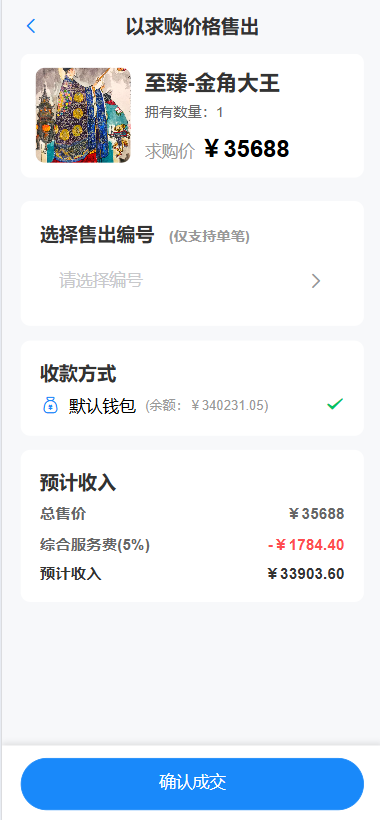 以求购价格售出
至臻-金角大王
拥有数量：1
求购价 ￥35688
选择售出编号 (仅支持单笔)
请选择编号
收款方式
默认钱包 (余额：￥340231.05)
预计收入
总售价 ￥35688
综合服务费(5%) -￥1784.40
预计收入 ￥33903.60
确认成交